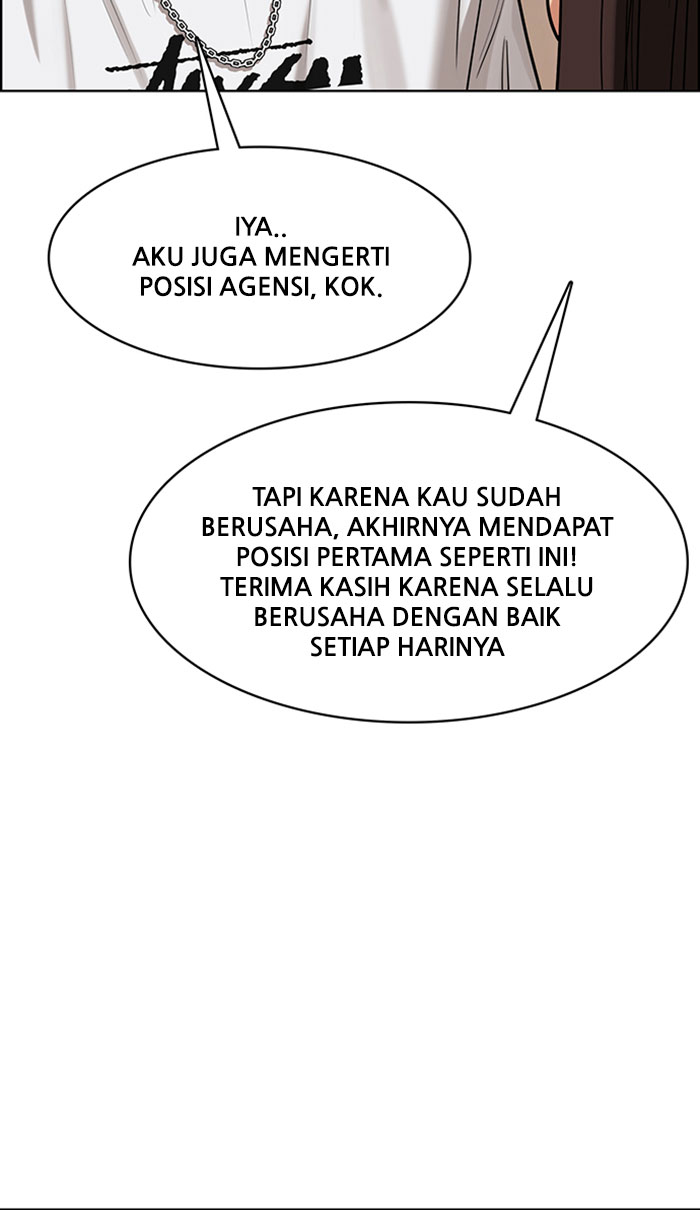 IYA..
AKU JUGA MENGERTI
POSISI AGENSI, KOK.
TAPI KARENA KAU SUDAH
BERUSAHA, AKHIRNYA MENDAPAT
POSISI PERTAMA SEPERTI INI!
TERIMA KASIH KARENA SELALU
BERUSAHA DENGAN BAIK
SETIAP HARINYA